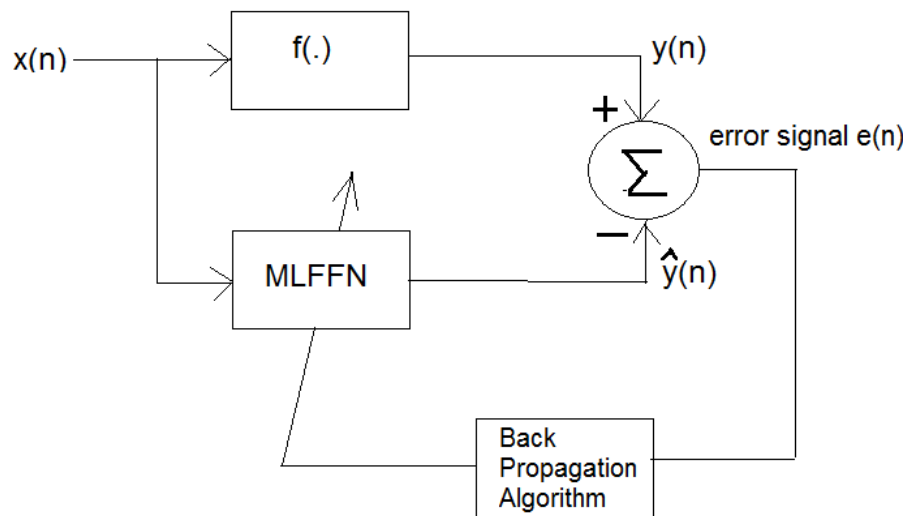 x(n)
f(.)
y(n)
+
Σ
error signal e(n)
−
MLFFN
ŷ(n)
Back
Propagation
Algorithm